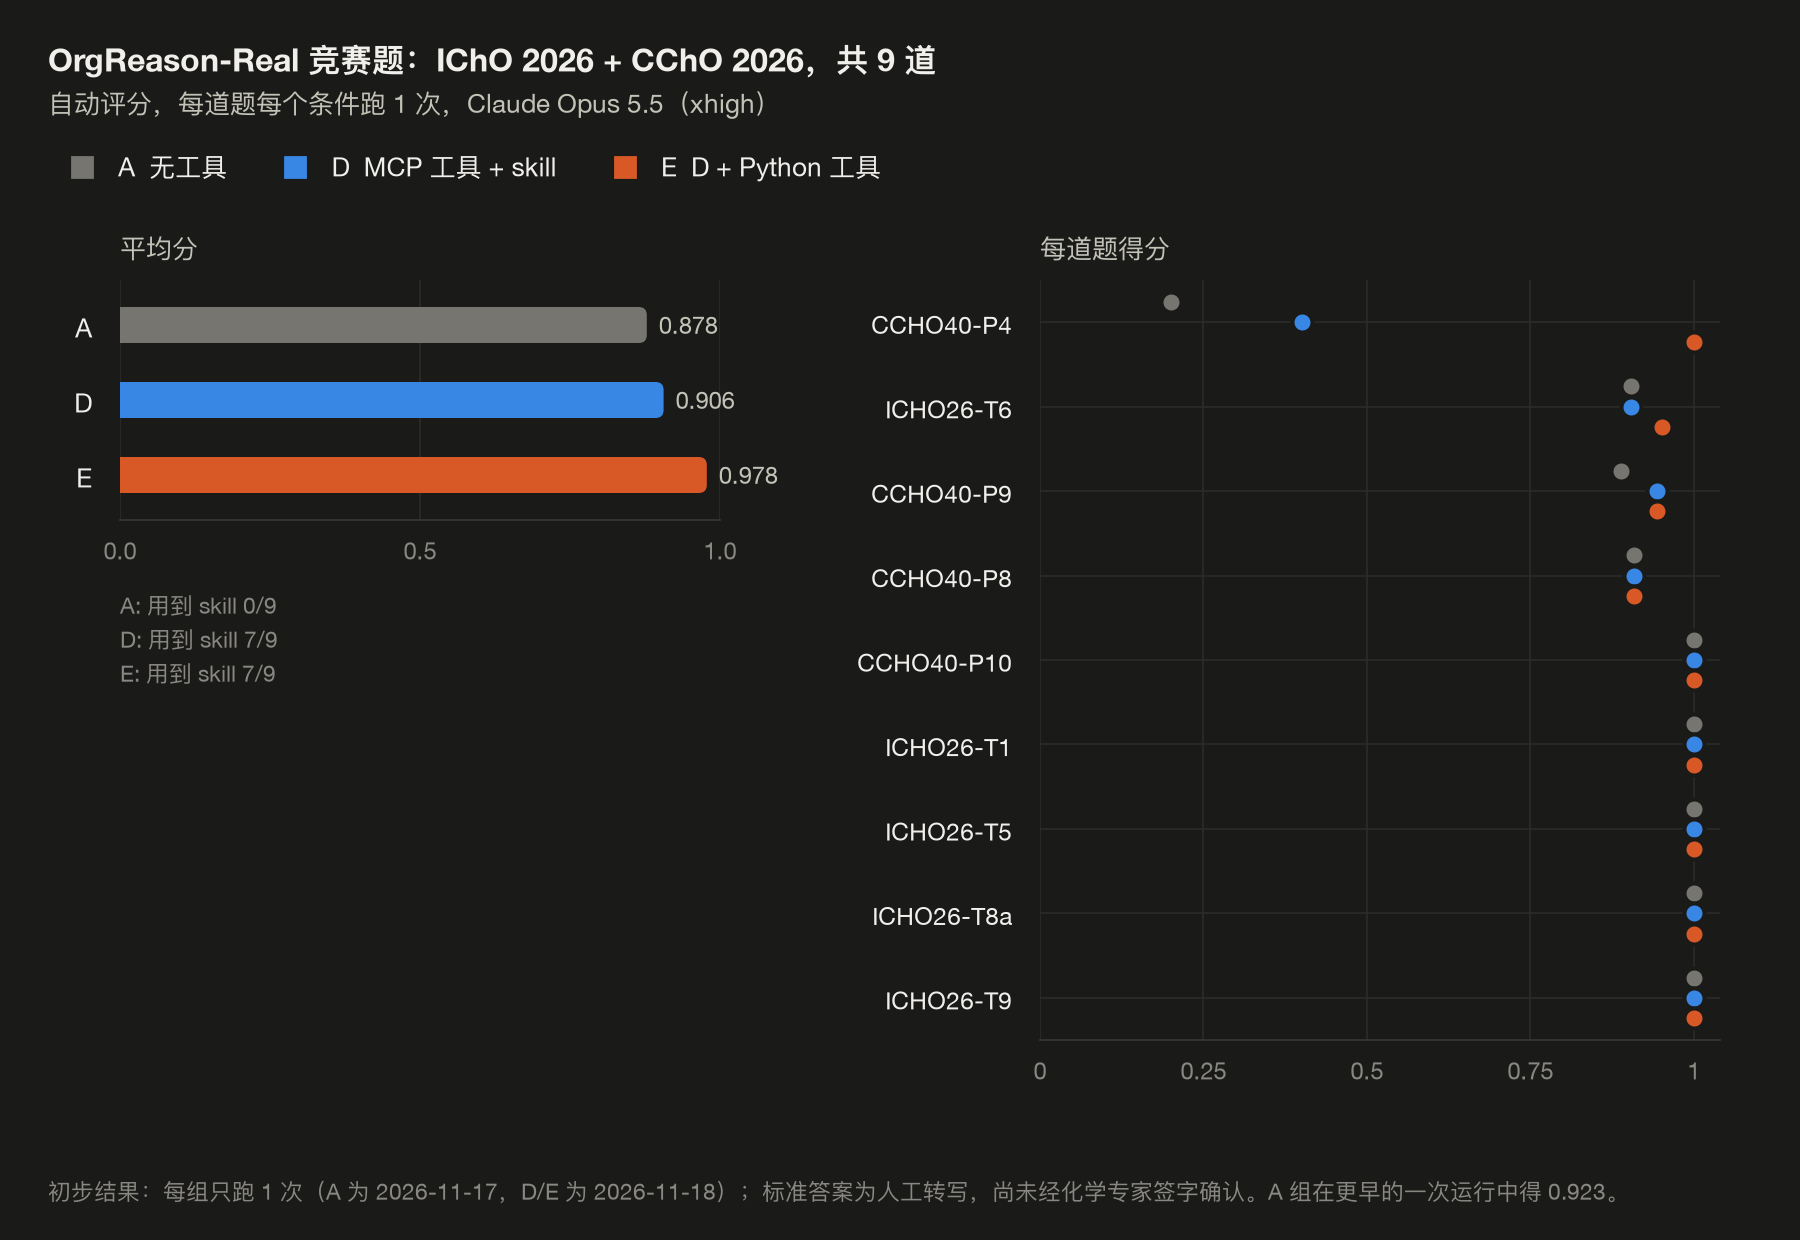 OrgReason-Real 竞赛题：IChO 2026 + CChO 2026，共 9 道
自动评分，每道题每个条件跑 1 次，Claude Opus 5.5（xhigh）
A 无工具
D MCP 工具 + skill
E D + Python 工具
平均分
A
0.878
D
0.906
E
0.978
0.0
0.5
1.0
A: 用到 skill 0/9
D: 用到 skill 7/9
E: 用到 skill 7/9
每道题得分
CCHO40-P4
ICHO26-T6
CCHO40-P9
CCHO40-P8
CCHO40-P10
ICHO26-T1
ICHO26-T5
ICHO26-T8a
ICHO26-T9
0
0.25
0.5
0.75
1
初步结果：每组只跑 1 次（A 为 2026-11-17，D/E 为 2026-11-18）；标准答案为人工转写，尚未经化学专家签字确认。A 组在更早的一次运行中得 0.923。